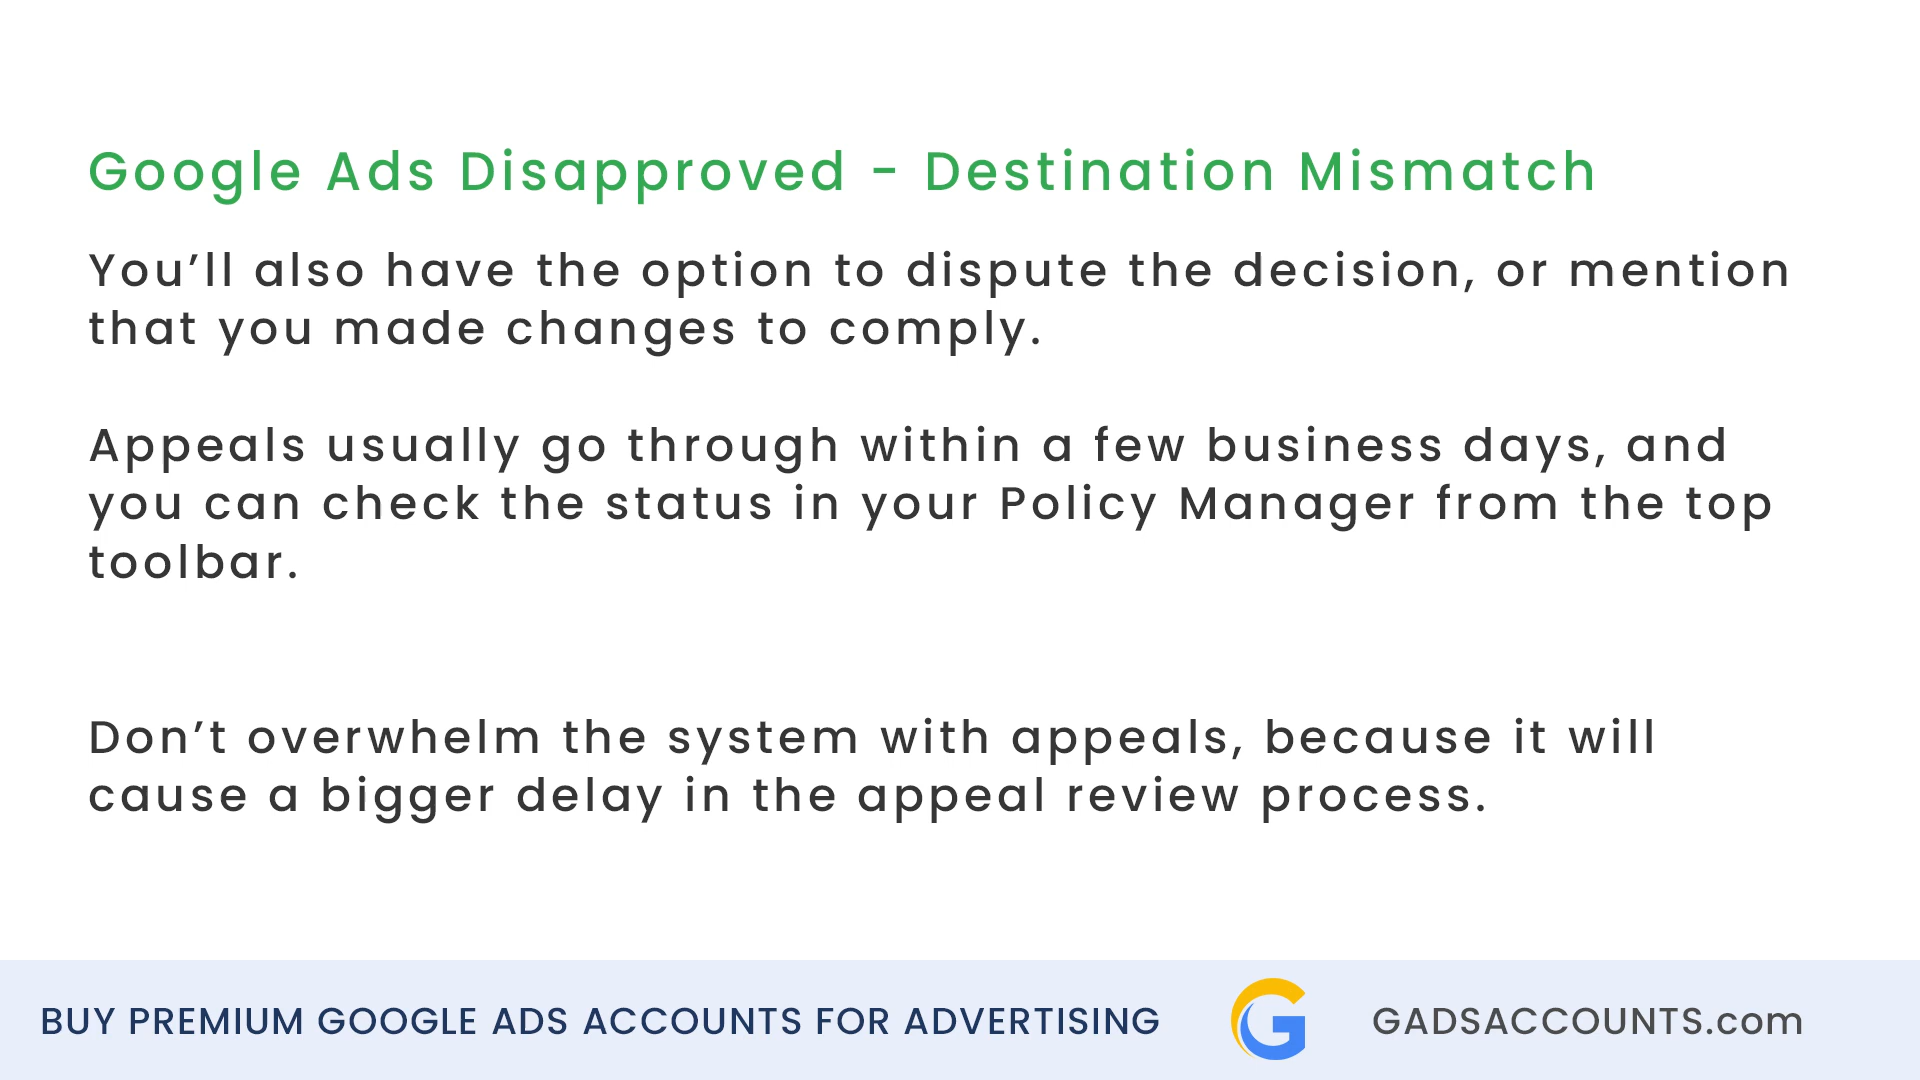 Google Ads Disapproved - Destination Mismatch
You’ll also have the option to dispute the decision, or mention
that you made changes to comply.
Appeals usually go through within a few business days, and
you can check the status in your Policy Manager from the top
toolbar.
Don’t overwhelm the system with appeals, because it will
cause a bigger delay in the appeal review process.
BUY PREMIUM GOOGLE ADS ACCOUNTS FOR ADVERTISING
G
GADSACCOUNTS.com